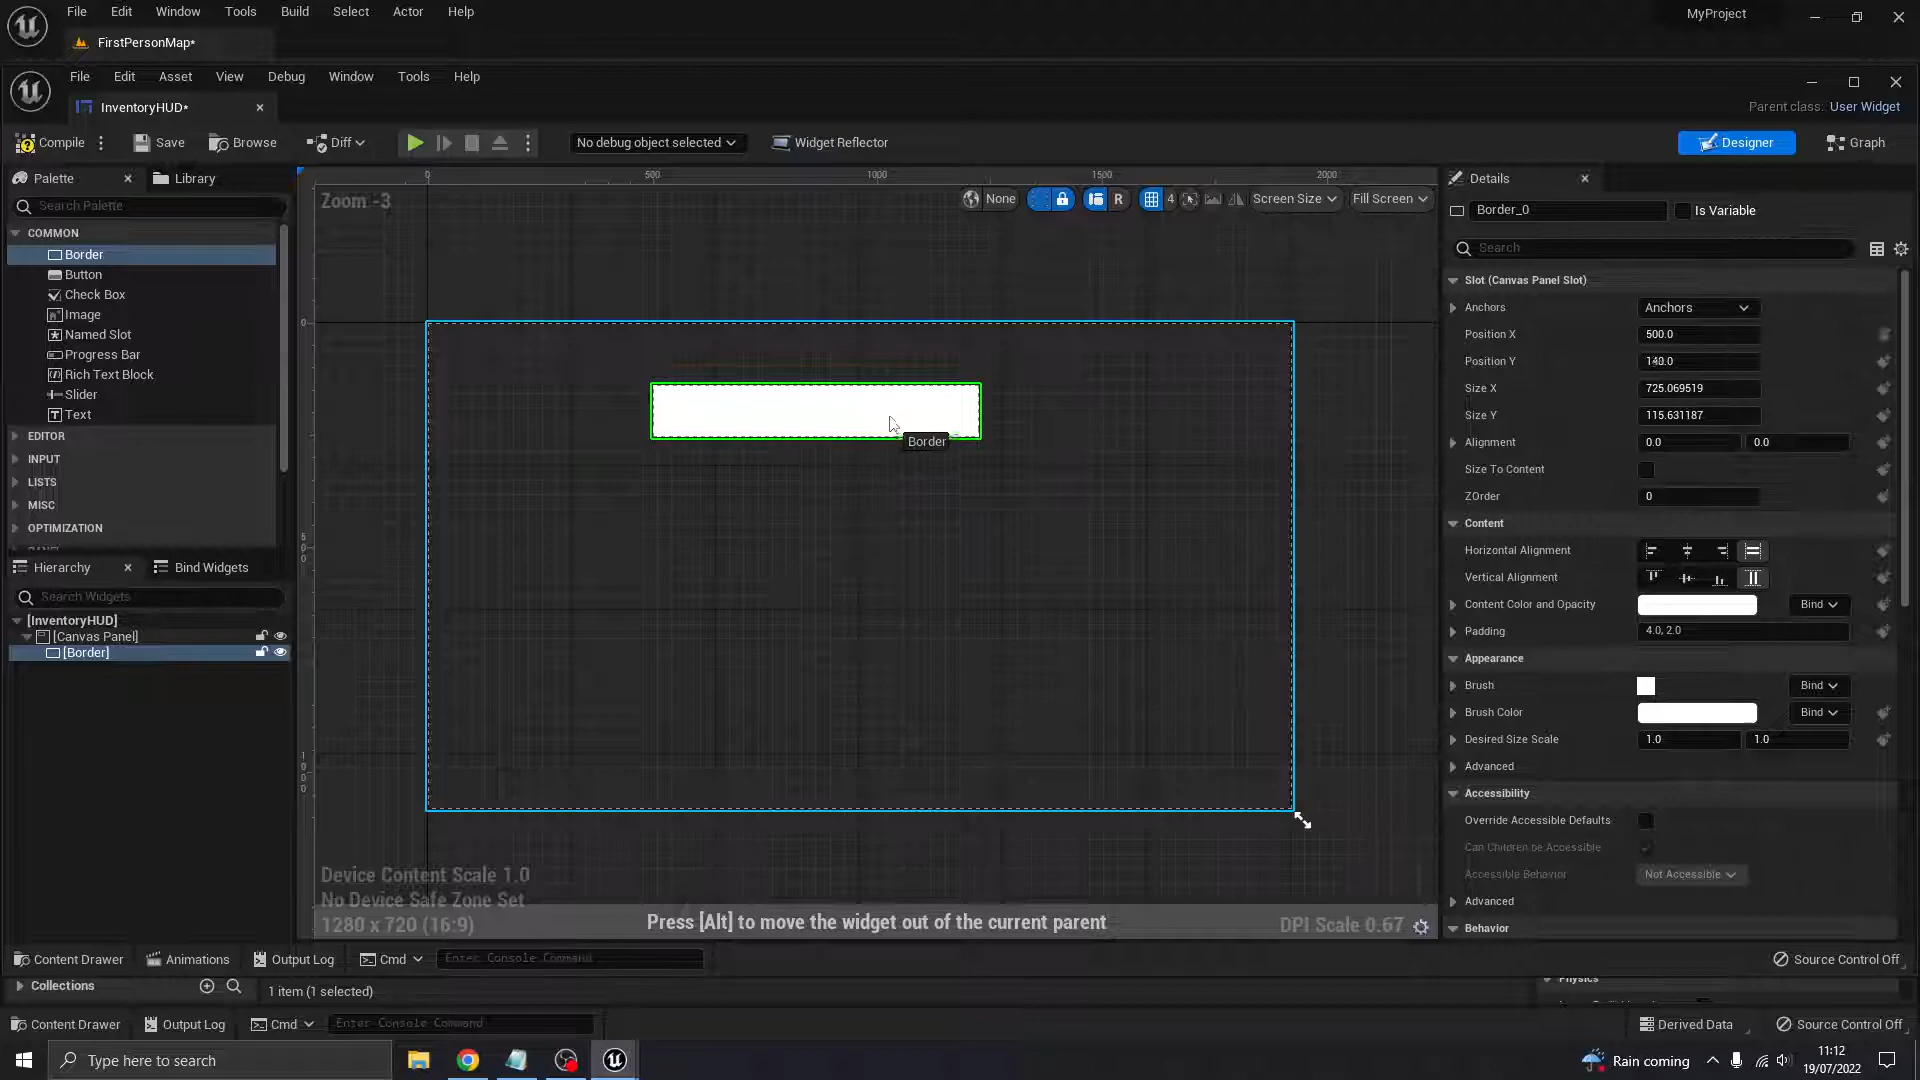 File Edit Window Tools Build Select Actor Help
MyProject
FirstPersonMap*
File Edit Asset View Debug Window Tools Help
InventoryHUD*
Parent class: User Widget
Compile Save Browse Diff No debug object selected Widget Reflector Designer Graph
Palette Library
Search Palette
COMMON
Border
Button
Check Box
Image
Named Slot
Progress Bar
Rich Text Block
Slider
Text
EDITOR
INPUT
LISTS
MISC
OPTIMIZATION
Hierarchy Bind Widgets
Search Widgets
[InventoryHUD]
[Canvas Panel]
[Border]
0 500 1000 1500 2000
Zoom -3
None R 4 Screen Size Fill Screen
0
500
1000
Border
Device Content Scale 1.0
No Device Safe Zone Set
1280 x 720 (16:9)
Press [Alt] to move the widget out of the current parent
DPI Scale 0.67
Details
Border_0 Is Variable
Search
Slot (Canvas Panel Slot)
Anchors Anchors
Position X 500.0
Position Y 140.0
Size X 725.069519
Size Y 115.631187
Alignment 0.0 0.0
Size To Content
ZOrder 0
Content
Horizontal Alignment
Vertical Alignment
Content Color and Opacity Bind
Padding 4.0, 2.0
Appearance
Brush Bind
Brush Color Bind
Desired Size Scale 1.0 1.0
Advanced
Accessibility
Override Accessible Defaults
Can Children be Accessible
Accessible Behavior Not Accessible
Advanced
Behavior
Content Drawer Animations Output Log Cmd Enter Console Command Source Control Off
Collections 1 item (1 selected) Physics
Content Drawer Output Log Cmd Enter Console Command Derived Data Source Control Off
Type here to search
Rain coming
11:12
19/07/2022